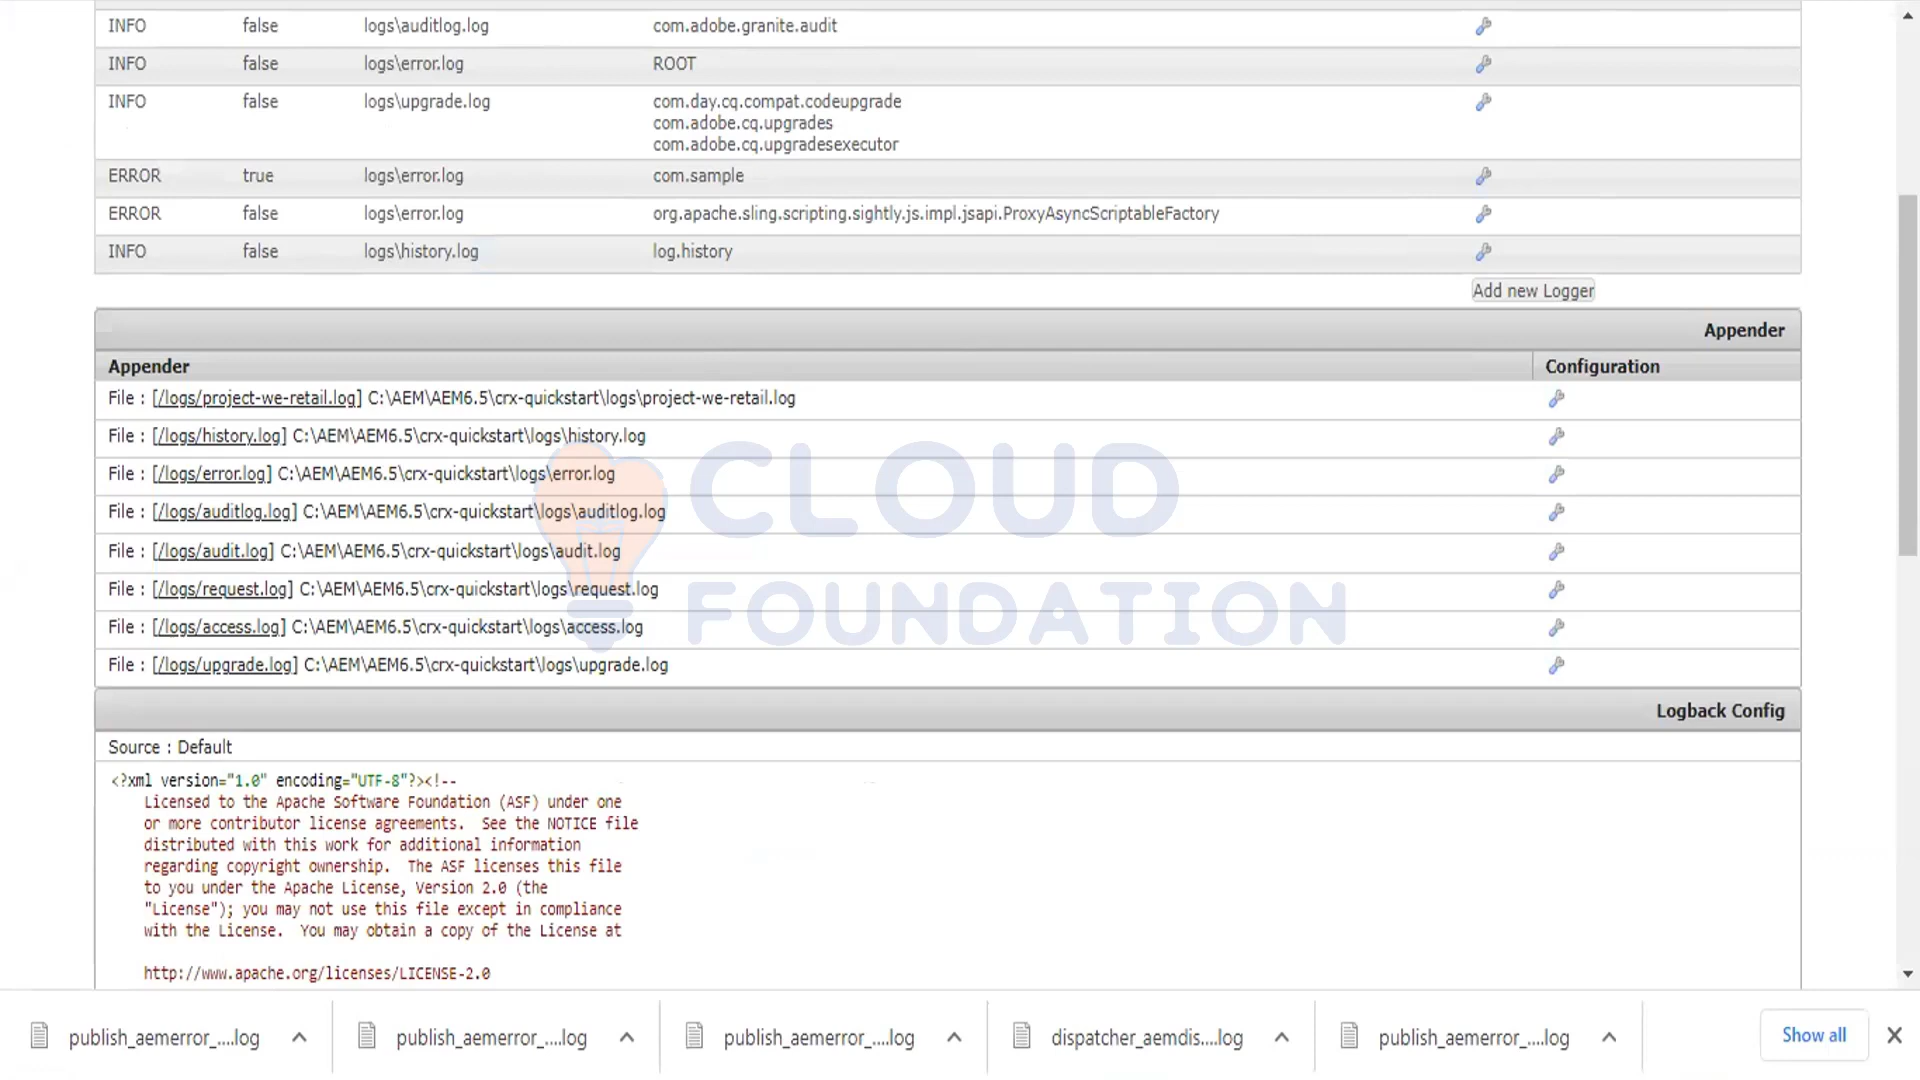 INFO false logs\auditlog.log com.adobe.granite.audit
INFO false logs\error.log ROOT
INFO false logs\upgrade.log com.day.cq.compat.codeupgrade
com.adobe.cq.upgrades
com.adobe.cq.upgradesexecutor
ERROR true logs\error.log com.sample
ERROR false logs\error.log org.apache.sling.scripting.sightly.js.impl.jsapi.ProxyAsyncScriptableFactory
INFO false logs\history.log log.history
Add new Logger
Appender
Appender Configuration
File : [/logs/project-we-retail.log] C:\AEM\AEM6.5\crx-quickstart\logs\project-we-retail.log
File : [/logs/history.log] C:\AEM\AEM6.5\crx-quickstart\logs\history.log
File : [/logs/error.log] C:\AEM\AEM6.5\crx-quickstart\logs\error.log
File : [/logs/auditlog.log] C:\AEM\AEM6.5\crx-quickstart\logs\auditlog.log
File : [/logs/audit.log] C:\AEM\AEM6.5\crx-quickstart\logs\audit.log
File : [/logs/request.log] C:\AEM\AEM6.5\crx-quickstart\logs\request.log
File : [/logs/access.log] C:\AEM\AEM6.5\crx-quickstart\logs\access.log
File : [/logs/upgrade.log] C:\AEM\AEM6.5\crx-quickstart\logs\upgrade.log
CLOUD
FOUNDATION
Logback Config
Source : Default
<?xml version="1.0" encoding="UTF-8"?><!--
Licensed to the Apache Software Foundation (ASF) under one
or more contributor license agreements.  See the NOTICE file
distributed with this work for additional information
regarding copyright ownership.  The ASF licenses this file
to you under the Apache License, Version 2.0 (the
"License"); you may not use this file except in compliance
with the License.  You may obtain a copy of the License at
http://www.apache.org/licenses/LICENSE-2.0
publish_aemerror_....log publish_aemerror_....log publish_aemerror_....log dispatcher_aemdis....log publish_aemerror_....log Show all